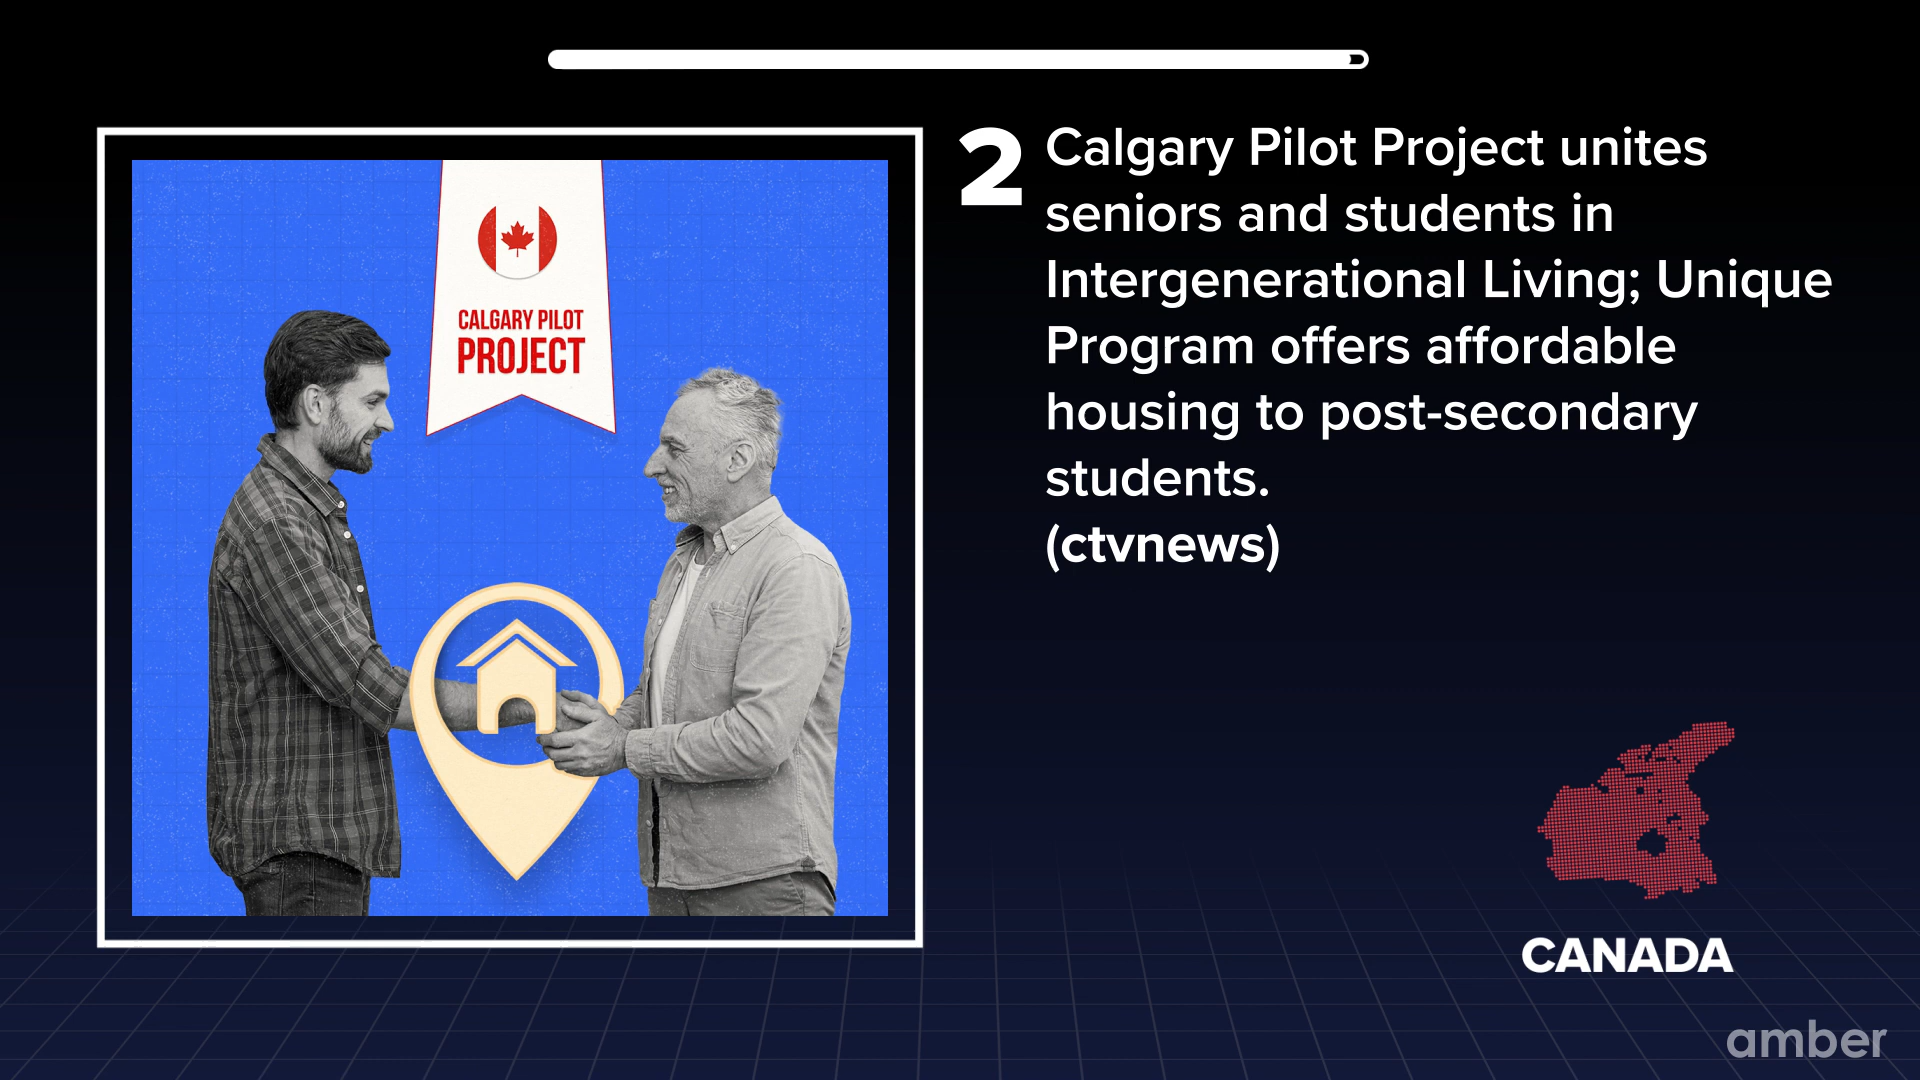 CALGARY PILOT
PROJECT
2
Calgary Pilot Project unites
seniors and students in
Intergenerational Living; Unique
Program offers affordable
housing to post-secondary
students.
(ctvnews)
CANADA
amber